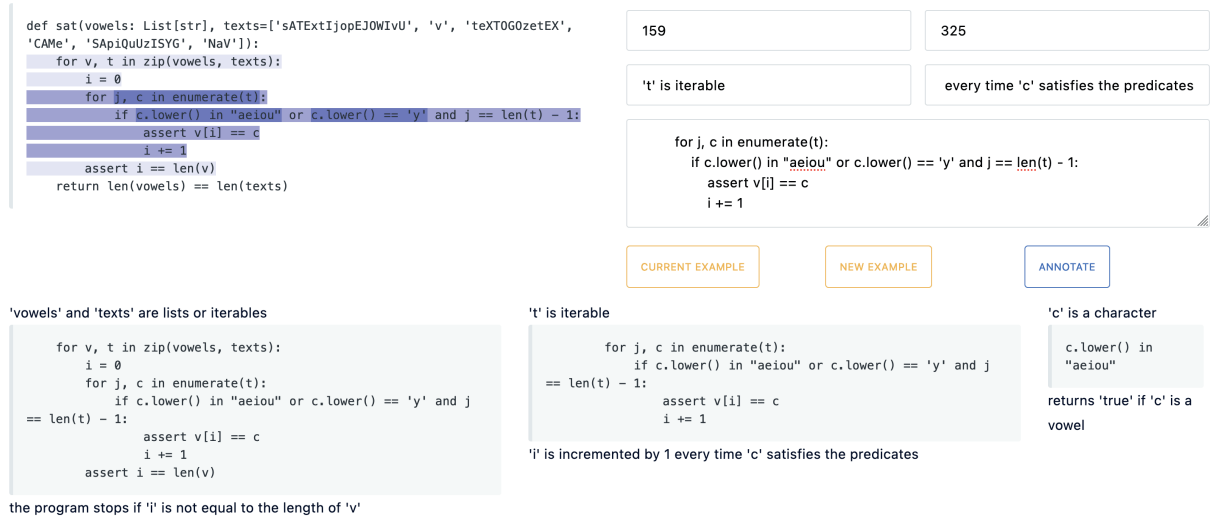 def sat(vowels: List[str], texts=['sATExtIjopEJOWIvU', 'v', 'teXTOGOzetEX',
'CAMe', 'SApiQuUzISYG', 'NaV']):
for v, t in zip(vowels, texts):
i = 0
for j, c in enumerate(t):
if c.lower() in "aeiou" or c.lower() == 'y' and j == len(t) - 1:
assert v[i] == c
i += 1
assert i == len(v)
return len(vowels) == len(texts)
159
325
't' is iterable
every time 'c' satisfies the predicates
for j, c in enumerate(t):
if c.lower() in "aeiou" or c.lower() == 'y' and j == len(t) - 1:
assert v[i] == c
i += 1
CURRENT EXAMPLE
NEW EXAMPLE
ANNOTATE
'vowels' and 'texts' are lists or iterables
for v, t in zip(vowels, texts):
i = 0
for j, c in enumerate(t):
if c.lower() in "aeiou" or c.lower() == 'y' and j
== len(t) - 1:
assert v[i] == c
i += 1
assert i == len(v)
the program stops if 'i' is not equal to the length of 'v'
't' is iterable
for j, c in enumerate(t):
if c.lower() in "aeiou" or c.lower() == 'y' and j
== len(t) - 1:
assert v[i] == c
i += 1
'i' is incremented by 1 every time 'c' satisfies the predicates
'c' is a character
c.lower() in
"aeiou"
returns 'true' if 'c' is a
vowel